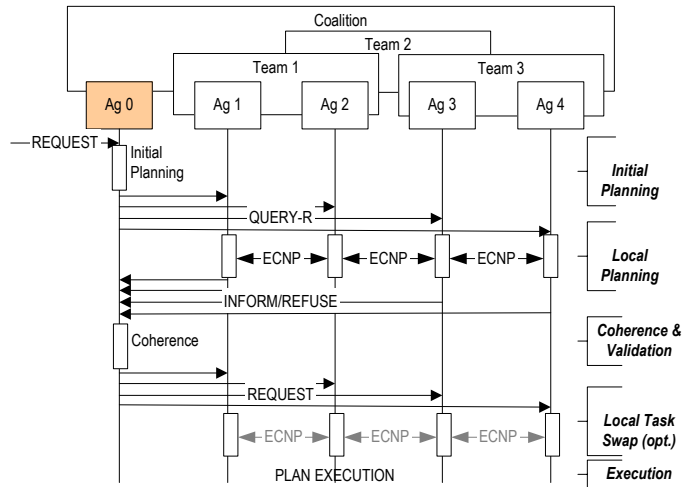 Coalition
Team 2
Team 1
Team 3
Ag 0
Ag 1
Ag 2
Ag 3
Ag 4
REQUEST
Initial
Planning
Initial
Planning
QUERY-R
ECNP
ECNP
ECNP
Local
Planning
INFORM/REFUSE
Coherence
Coherence &
Validation
REQUEST
ECNP
ECNP
ECNP
Local Task
Swap (opt.)
PLAN EXECUTION
Execution